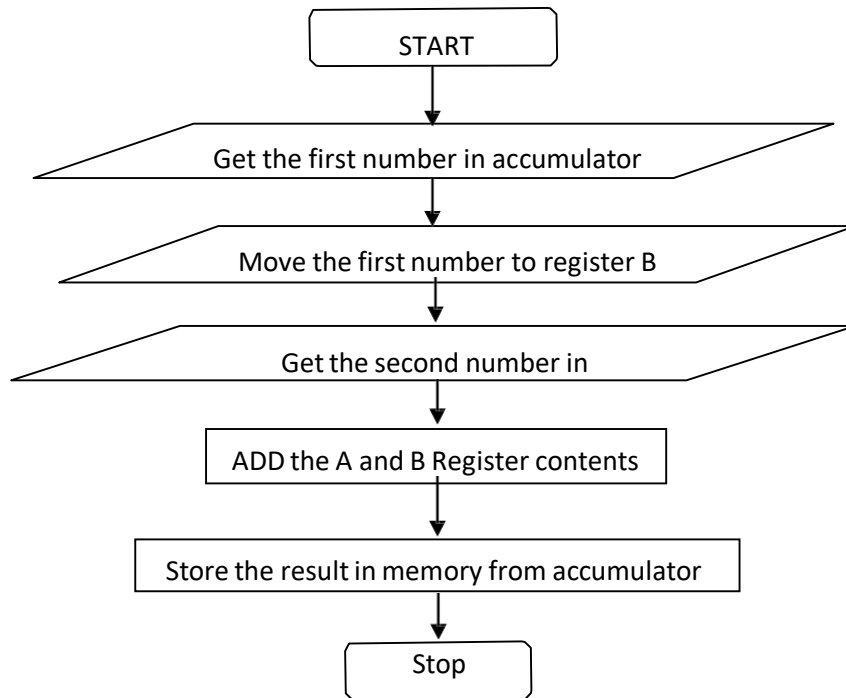 START
Get the first number in accumulator
Move the first number to register B
Get the second number in
ADD the A and B Register contents
Store the result in memory from accumulator
Stop